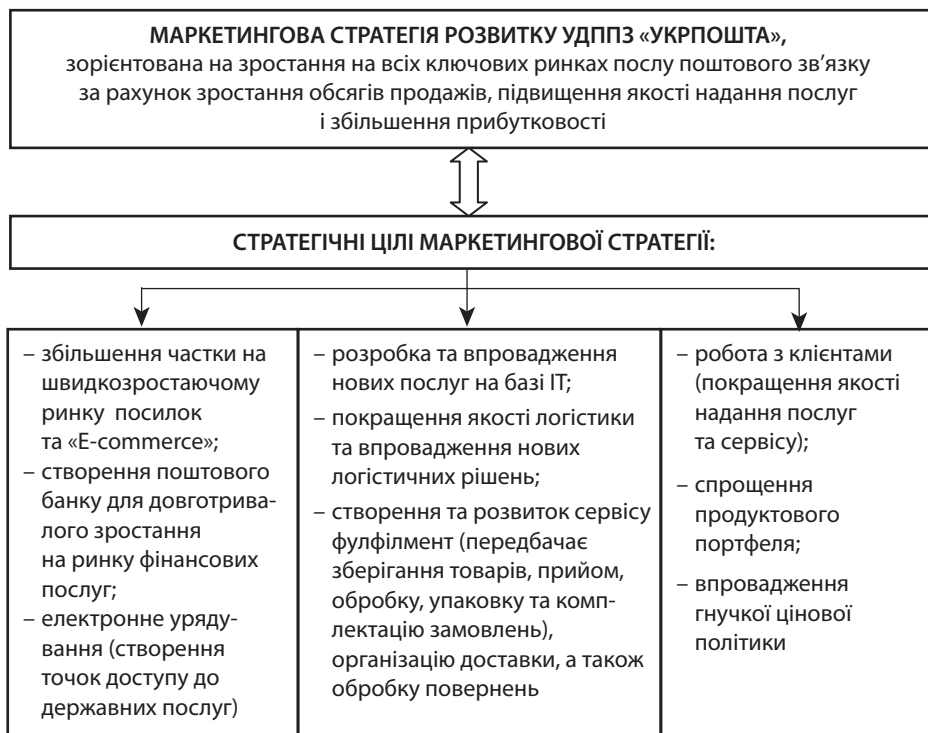 МАРКЕТИНГОВА СТРАТЕГІЯ РОЗВИТКУ УДППЗ «УКРПОШТА»,
зорієнтована на зростання на всіх ключових ринках послу поштового зв’язку
за рахунок зростання обсягів продажів, підвищення якості надання послуг
і збільшення прибутковості
СТРАТЕГІЧНІ ЦІЛІ МАРКЕТИНГОВОЇ СТРАТЕГІЇ:
– збільшення частки на
швидкозростаючому
ринку посилок
та «E-commerce»;
– створення поштового
банку для довготрива-
лого зростання
на ринку фінансових
послуг;
– електронне уряду-
вання (створення
точок доступу до
державних послуг)
– розробка та впровадження
нових послуг на базі ІТ;
– покращення якості логістики
та впровадження нових
логістичних рішень;
– створення та розвиток сервісу
фулфілмент (передбачає
зберігання товарів, прийом,
обробку, упаковку та комп-
лектацію замовлень),
організацію доставки, а також
обробку повернень
– робота з клієнтами
(покращення якості
надання послуг
та сервісу);
– спрощення
продуктового
портфеля;
– впровадження
гнучкої цінової
політики